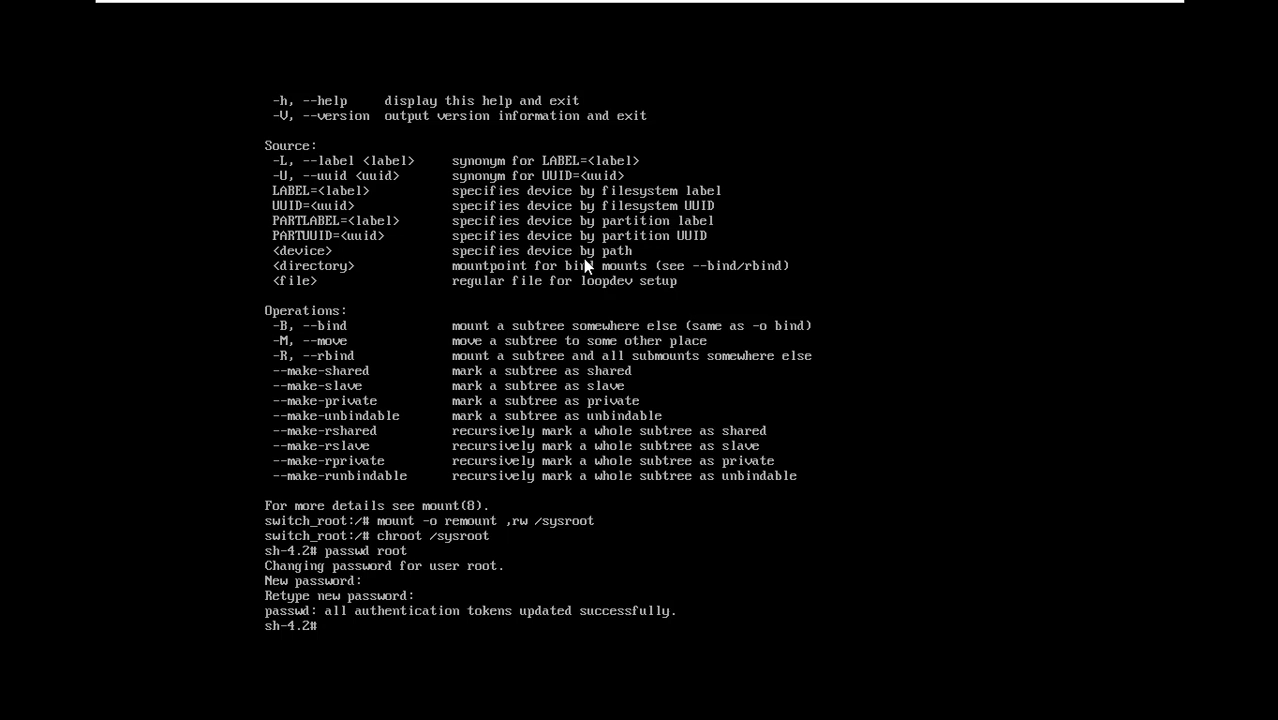 -h, --help     display this help and exit
-V, --version  output version information and exit
Source:
-L, --label <label>     synonym for LABEL=<label>
-U, --uuid <uuid>       synonym for UUID=<uuid>
LABEL=<label>           specifies device by filesystem label
UUID=<uuid>             specifies device by filesystem UUID
PARTLABEL=<label>       specifies device by partition label
PARTUUID=<uuid>         specifies device by partition UUID
<device>                specifies device by path
<directory>             mountpoint for bind mounts (see --bind/rbind)
<file>                  regular file for loopdev setup
Operations:
-B, --bind              mount a subtree somewhere else (same as -o bind)
-M, --move              move a subtree to some other place
-R, --rbind             mount a subtree and all submounts somewhere else
--make-shared           mark a subtree as shared
--make-slave            mark a subtree as slave
--make-private          mark a subtree as private
--make-unbindable       mark a subtree as unbindable
--make-rshared          recursively mark a whole subtree as shared
--make-rslave           recursively mark a whole subtree as slave
--make-rprivate         recursively mark a whole subtree as private
--make-runbindable      recursively mark a whole subtree as unbindable
For more details see mount(8).
switch_root:/# mount -o remount ,rw /sysroot
switch_root:/# chroot /sysroot
sh-4.2# passwd root
Changing password for user root.
New password:
Retype new password:
passwd: all authentication tokens updated successfully.
sh-4.2#